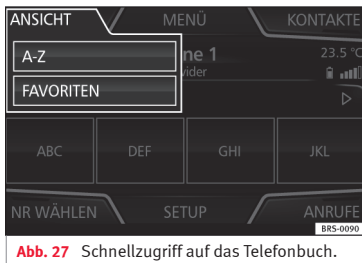 ANSICHT
MENÜ
KONTAKTE
A-Z
ne 1
23.5 °C
vider
FAVORITEN
ABC
DEF
GHI
JKL
NR WÄHLEN
SETUP
ANRUFE
BRS-0090
Abb. 27 Schnellzugriff auf das Telefonbuch.